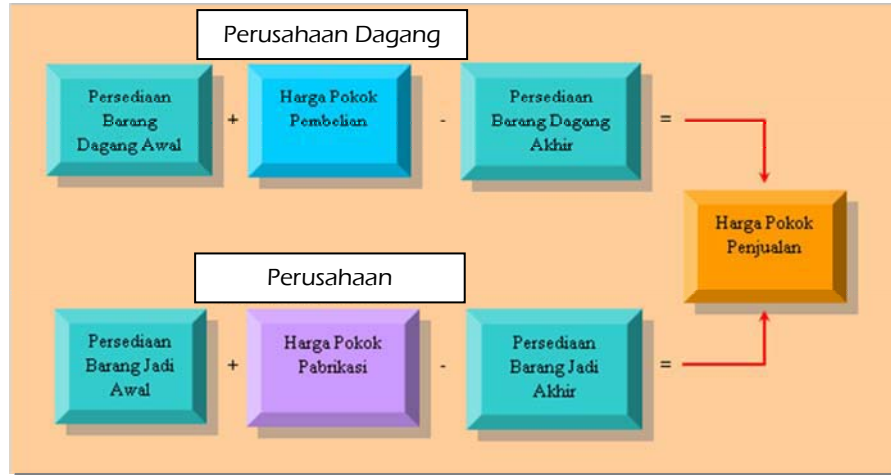 Perusahaan Dagang
Persediaan
Barang
Dagang Awal
+
Harga Pokok
Pembelian
-
Persediaan
Barang Dagang
Akhir
=
Harga Pokok
Penjualan
Perusahaan
Persediaan
Barang Jadi
Awal
+
Harga Pokok
Pabrikasi
-
Persediaan
Barang Jadi
Akhir
=